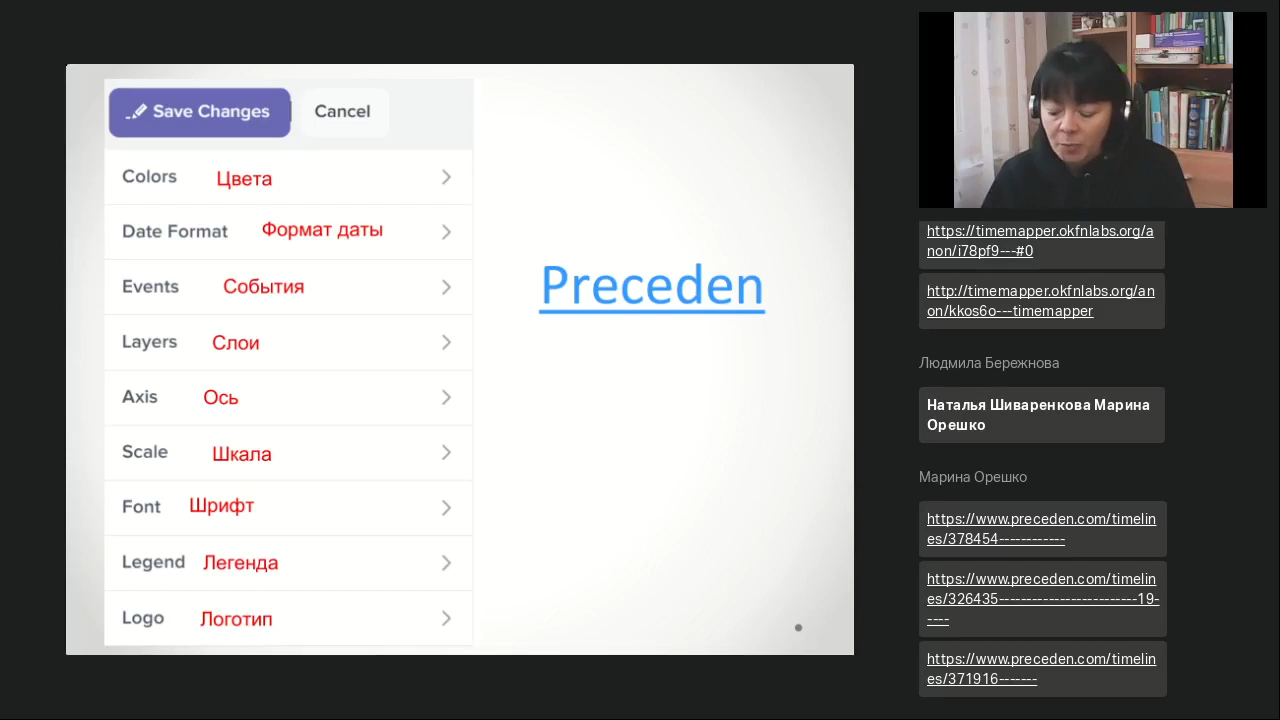 Save Changes
Cancel
Colors Цвета
Date Format Формат даты
Events События
Layers Слои
Axis Ось
Scale Шкала
Font Шрифт
Legend Легенда
Logo Логотип
Preceden
https://timemapper.okfnlabs.org/a
non/i78pf9---#0
http://timemapper.okfnlabs.org/an
on/kkos6o---timemapper
Людмила Бережнова
Наталья Шиваренкова Марина
Орешко
Марина Орешко
https://www.preceden.com/timelin
es/378454------------
https://www.preceden.com/timelin
es/326435-------------------------19-
----
https://www.preceden.com/timelin
es/371916-------